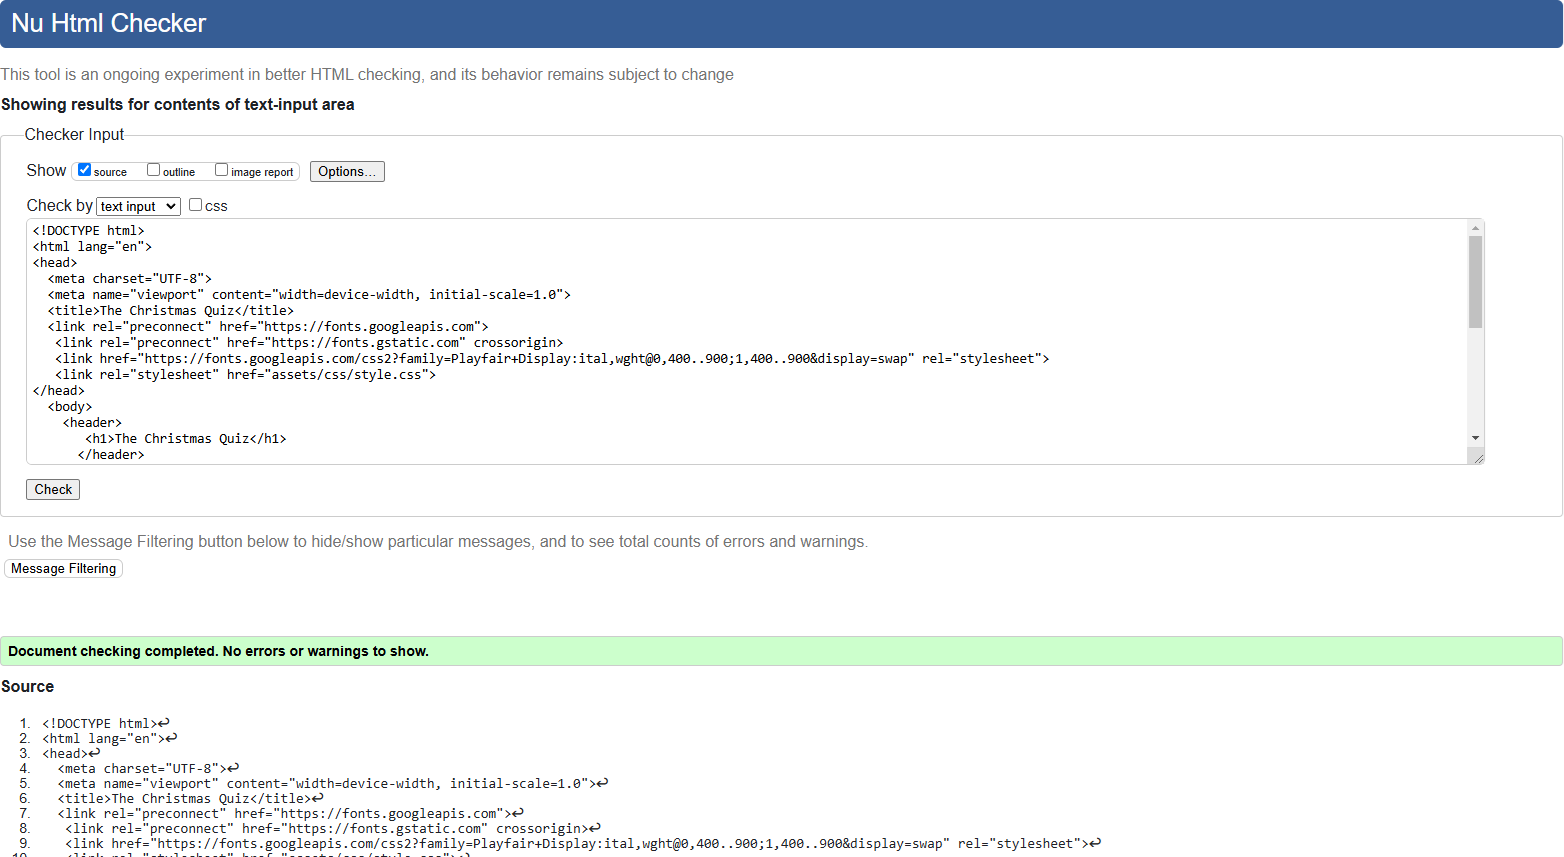 Nu Html Checker
This tool is an ongoing experiment in better HTML checking, and its behavior remains subject to change
Showing results for contents of text-input area
Checker Input
Show source outline image report Options...
Check by text input css
<!DOCTYPE html>
<html lang="en">
<head>
  <meta charset="UTF-8">
  <meta name="viewport" content="width=device-width, initial-scale=1.0">
  <title>The Christmas Quiz</title>
  <link rel="preconnect" href="https://fonts.googleapis.com">
   <link rel="preconnect" href="https://fonts.gstatic.com" crossorigin>
   <link href="https://fonts.googleapis.com/css2?family=Playfair+Display:ital,wght@0,400..900;1,400..900&display=swap" rel="stylesheet">
   <link rel="stylesheet" href="assets/css/style.css">
</head>
  <body>
    <header>
       <h1>The Christmas Quiz</h1>
      </header>
Check
Use the Message Filtering button below to hide/show particular messages, and to see total counts of errors and warnings.
Message Filtering
Document checking completed. No errors or warnings to show.
Source
1. <!DOCTYPE html>↩
2. <html lang="en">↩
3. <head>↩
4.   <meta charset="UTF-8">↩
5.   <meta name="viewport" content="width=device-width, initial-scale=1.0">↩
6.   <title>The Christmas Quiz</title>↩
7.   <link rel="preconnect" href="https://fonts.googleapis.com">↩
8.    <link rel="preconnect" href="https://fonts.gstatic.com" crossorigin>↩
9.    <link href="https://fonts.googleapis.com/css2?family=Playfair+Display:ital,wght@0,400..900;1,400..900&display=swap" rel="stylesheet">↩
10.    <link rel="stylesheet" href="assets/css/style.css">↩